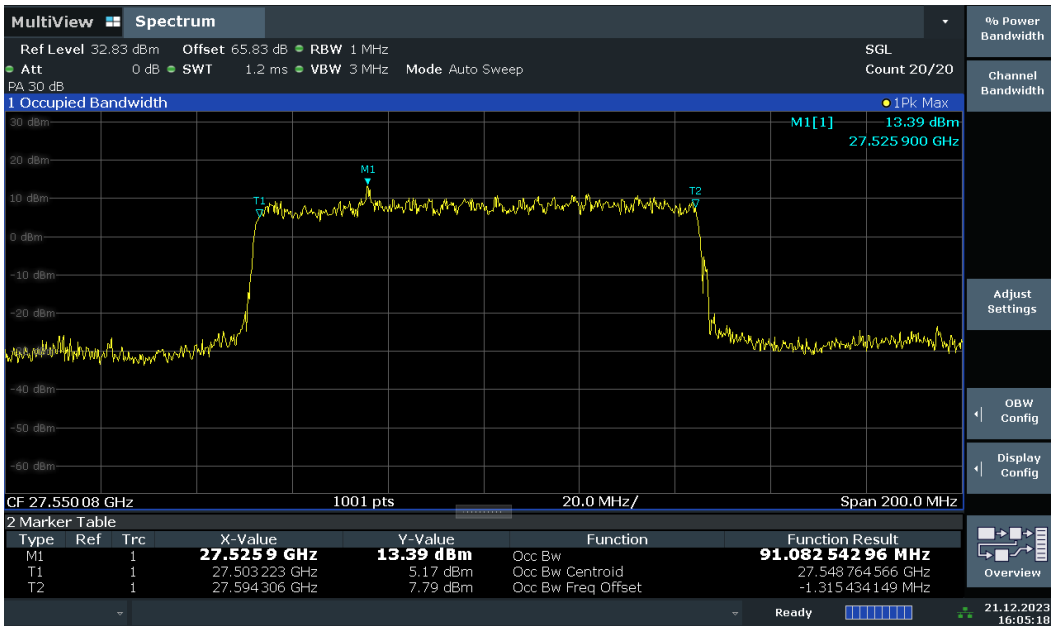 MultiView Spectrum
% Power Bandwidth
Ref Level 32.83 dBm Offset 65.83 dB RBW 1 MHz SGL
Att 0 dB SWT 1.2 ms VBW 3 MHz Mode Auto Sweep Count 20/20
PA 30 dB
Channel Bandwidth
1 Occupied Bandwidth 1Pk Max
30 dBm M1[1] 13.39 dBm
27.525 900 GHz
20 dBm
M1
T2
10 dBm T1
0 dBm
-10 dBm
Adjust Settings
-20 dBm
-40 dBm
OBW Config
-50 dBm
-60 dBm
Display Config
CF 27.550 08 GHz 1001 pts 20.0 MHz/ Span 200.0 MHz
2 Marker Table
Type Ref Trc X-Value Y-Value Function Function Result
M1 1 27.525 9 GHz 13.39 dBm Occ Bw 91.082 542 96 MHz
T1 1 27.503 223 GHz 5.17 dBm Occ Bw Centroid 27.548 764 566 GHz
T2 1 27.594 306 GHz 7.79 dBm Occ Bw Freq Offset -1.315 434 149 MHz
Overview
Ready 21.12.2023
16:05:18